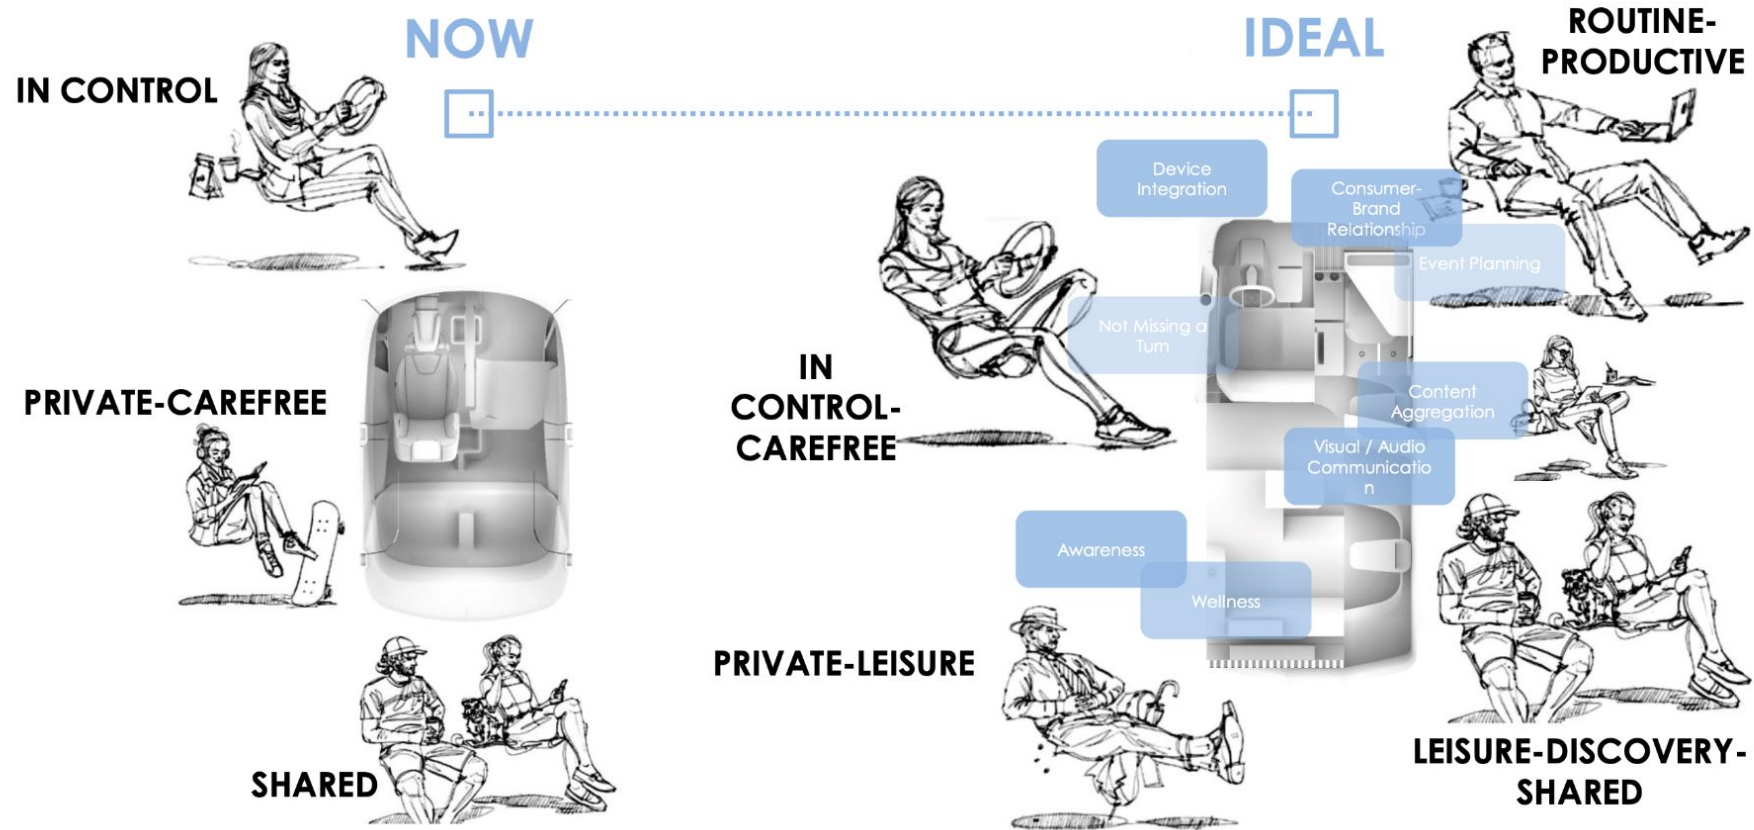 NOW
IDEAL
IN CONTROL
PRIVATE-CAREFREE
SHARED
ROUTINE-
PRODUCTIVE
Device
Integration
Consumer-
Brand
Relationship
Event Planning
Not Missing a
Turn
IN
CONTROL-
CAREFREE
Content
Aggregation
Visual / Audio
Communicatio
n
Awareness
Wellness
PRIVATE-LEISURE
LEISURE-DISCOVERY-
SHARED